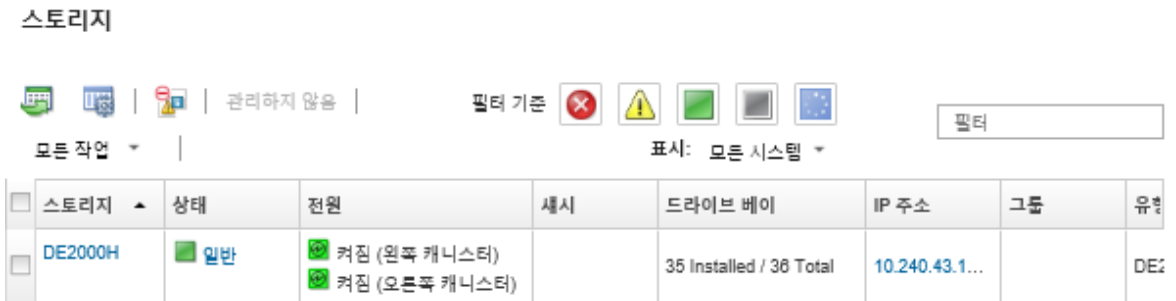 스토리지
관리하지 않음
필터 기준
필터
모든 작업
표시: 모든 시스템
스토리지 상태 전원 섀시 드라이브 베이 IP 주소 그룹 유형
DE2000H 일반 켜짐 (왼쪽 캐니스터) 35 Installed / 36 Total 10.240.43.1... DE2
켜짐 (오른쪽 캐니스터)